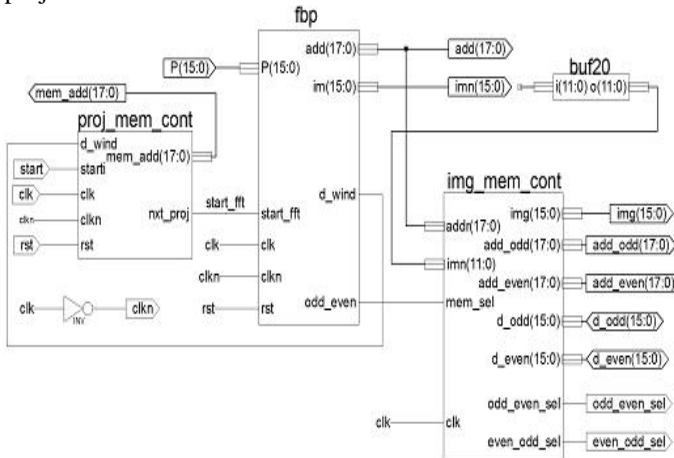 fbp
P(15:0)
P(15:0)
add(17:0)
add(17:0)
im(15:0)
imn(15:0)
buf20
i(11:0) o(11:0)
mem_add(17:0)
proj_mem_cont
d_wind
mem_add(17:0)
start
starti
clk
clk
clkn
clkn
rst
rst
nxt_proj
start_fft
start_fft
d_wind
clk
clk
clkn
clkn
rst
rst
odd_even
clk
INV
clkn
img_mem_cont
img(15:0)
img(15:0)
addr(17:0)
add_odd(17:0)
add_odd(17:0)
imn(11:0)
add_even(17:0)
add_even(17:0)
mem_sel
d_odd(15:0)
d_odd(15:0)
d_even(15:0)
d_even(15:0)
odd_even_sel
odd_even_sel
clk
clk
even_odd_sel
even_odd_sel